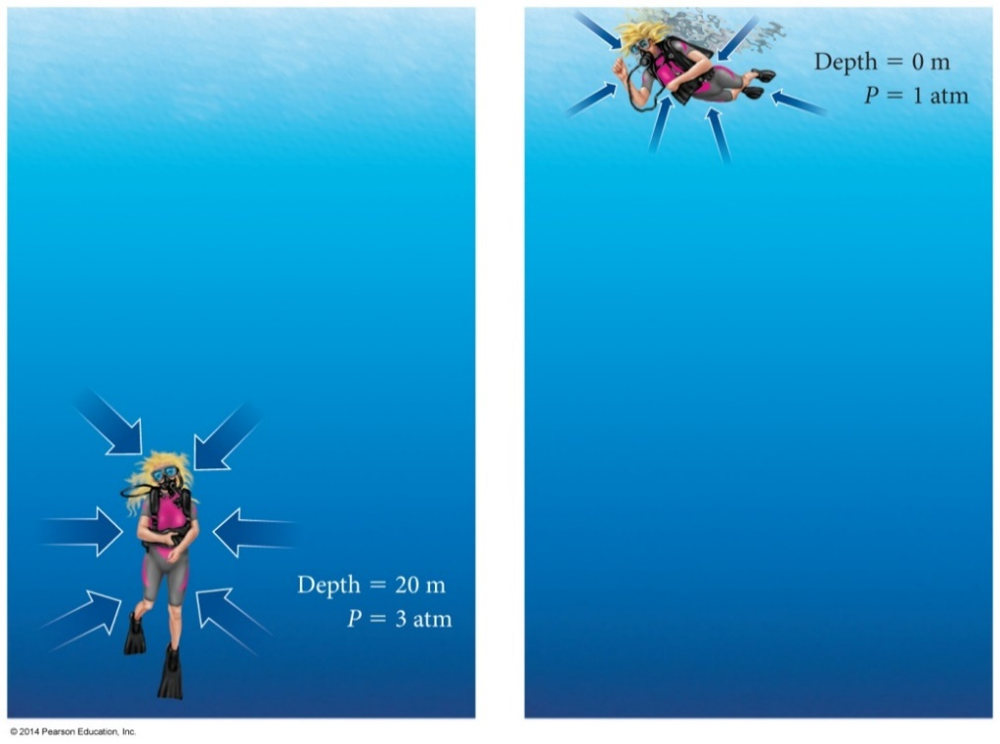 Depth = 20 m
P = 3 atm
Depth = 0 m
P = 1 atm
© 2014 Pearson Education, Inc.